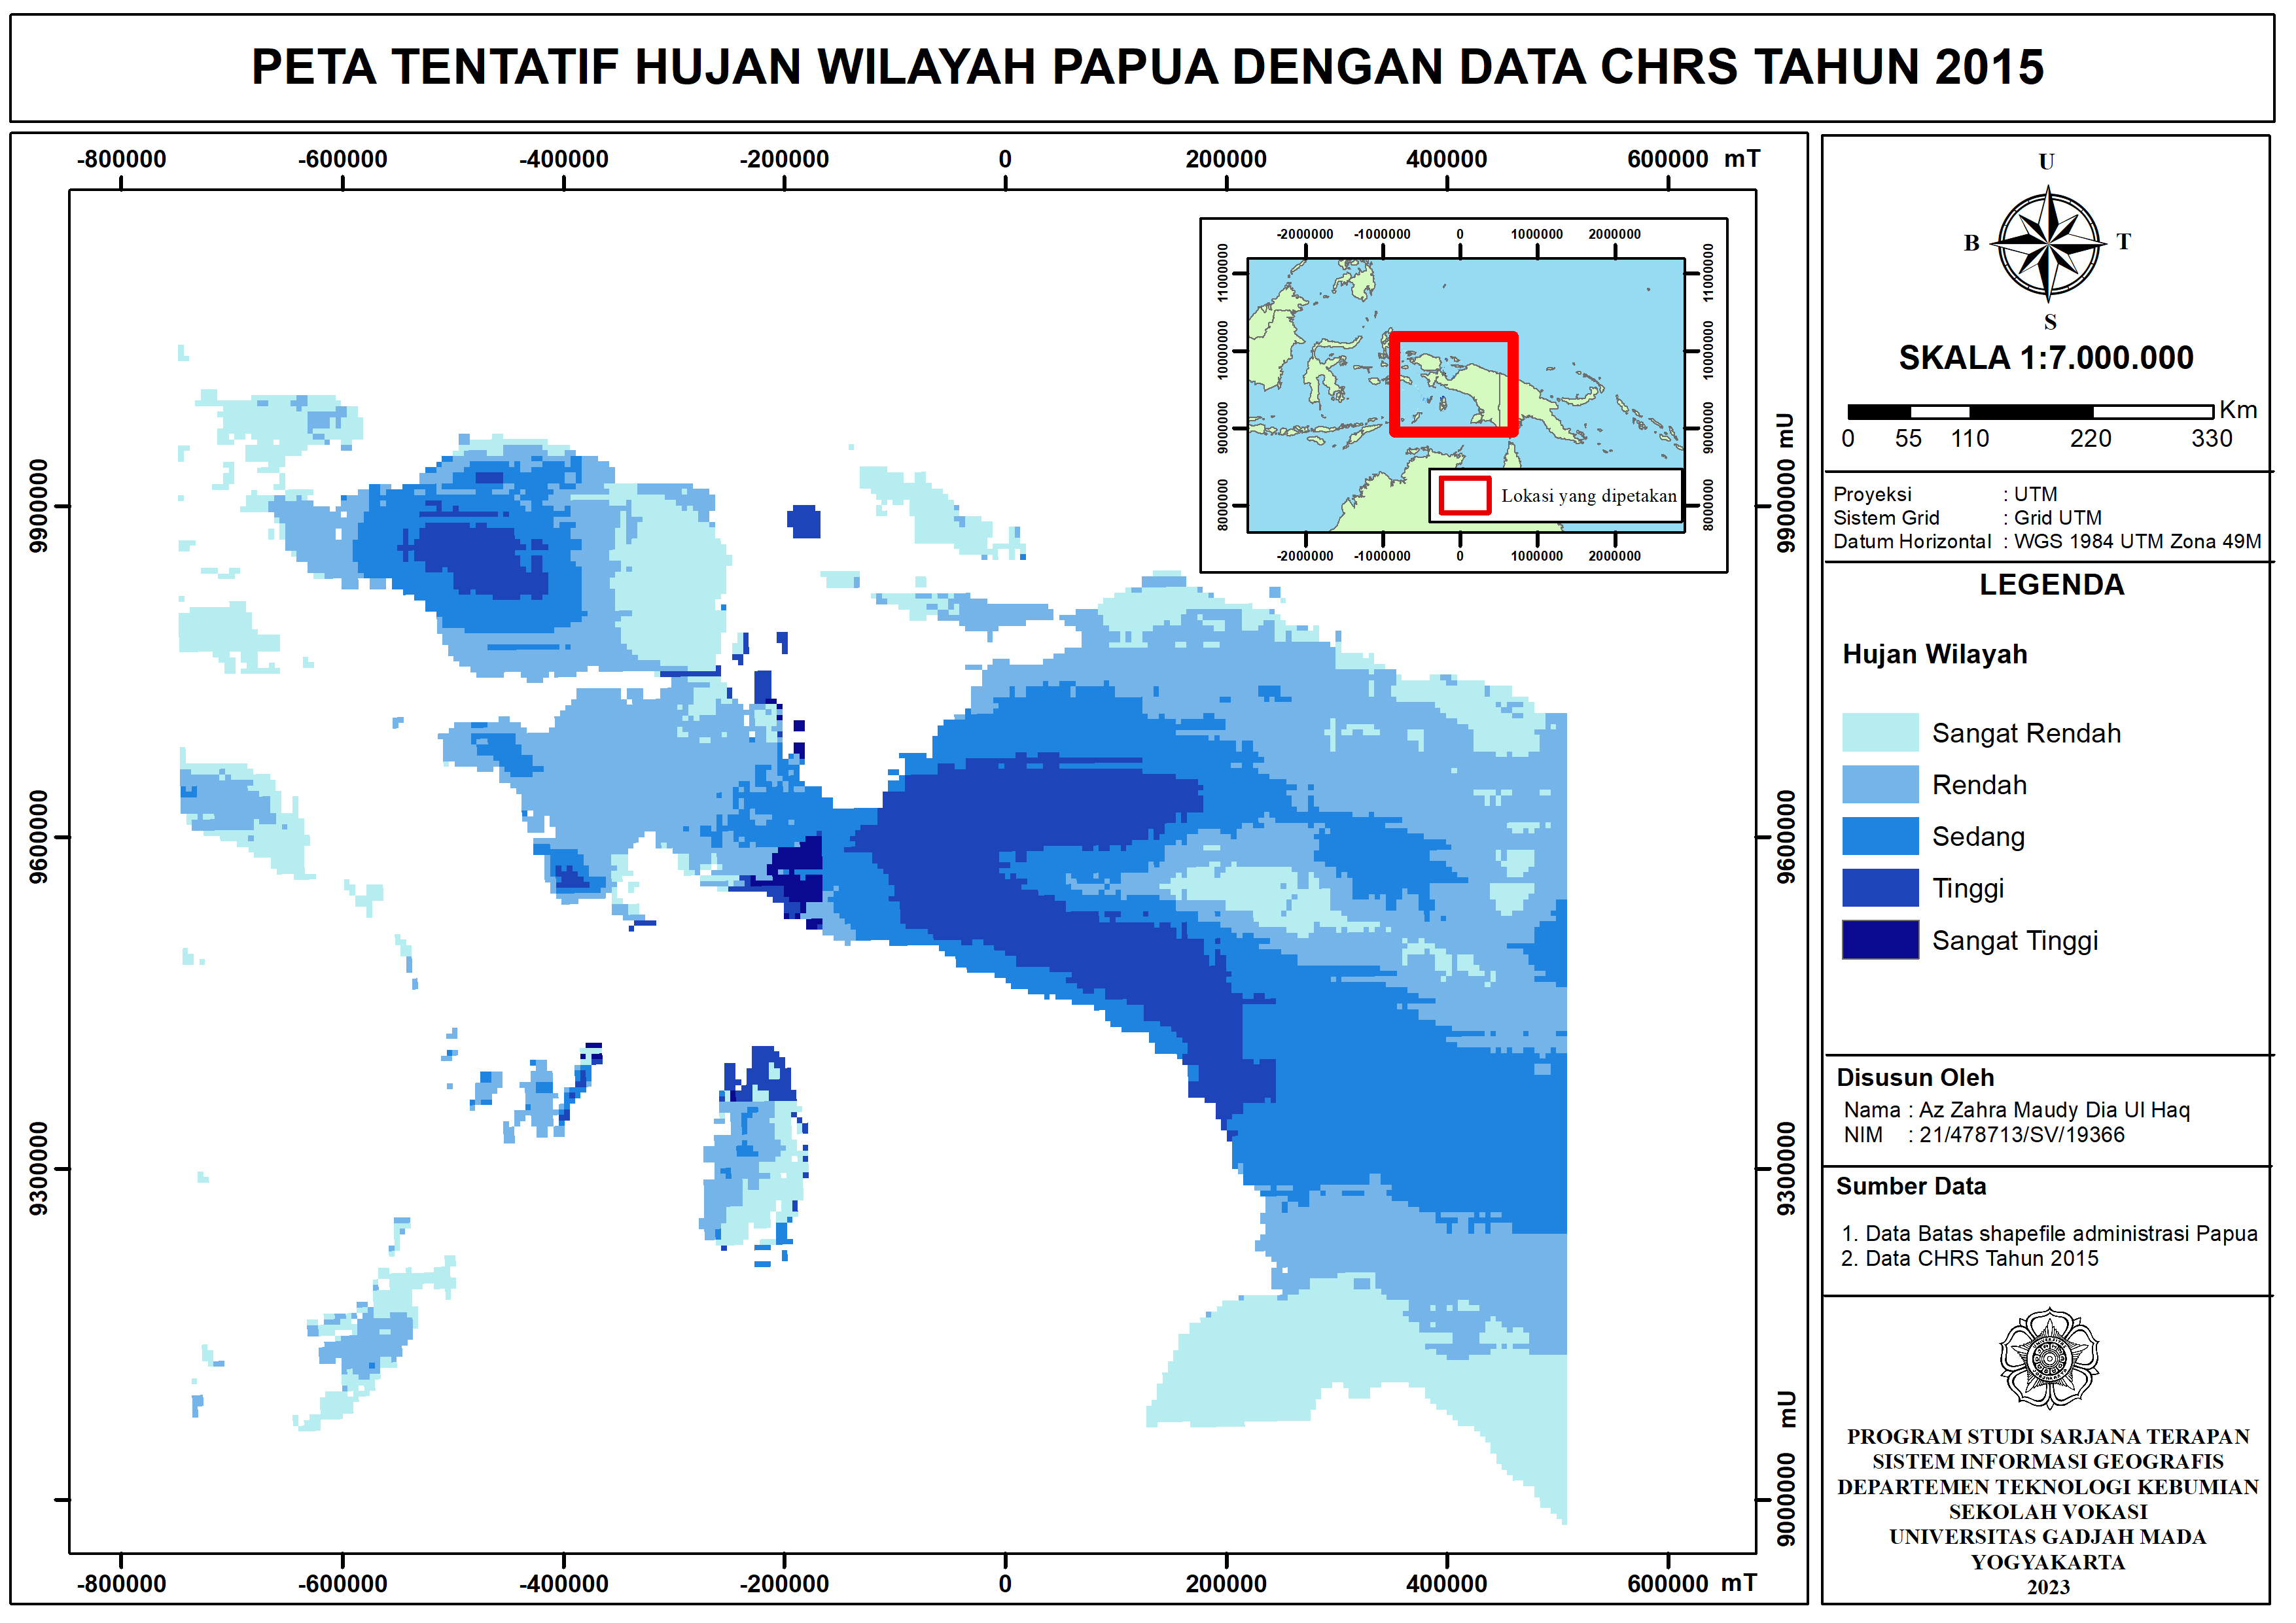 PETA TENTATIF HUJAN WILAYAH PAPUA DENGAN DATA CHRS TAHUN 2015
-800000 -600000 -400000 -200000 0 200000 400000 600000 mT
9900000 9600000 9300000
9900000 mU 9600000 9300000 9000000 mU
-800000 -600000 -400000 -200000 0 200000 400000 600000 mT
-2000000 -1000000 0 1000000 2000000
11000000 10000000 9000000 8000000
11000000 10000000 9000000 8000000
Lokasi yang dipetakan
-2000000 -1000000 0 1000000 2000000
U
B T
S
SKALA 1:7.000.000
Km
0 55 110 220 330
Proyeksi : UTM
Sistem Grid : Grid UTM
Datum Horizontal : WGS 1984 UTM Zona 49M
LEGENDA
Hujan Wilayah
Sangat Rendah
Rendah
Sedang
Tinggi
Sangat Tinggi
Disusun Oleh
Nama : Az Zahra Maudy Dia Ul Haq
NIM : 21/478713/SV/19366
Sumber Data
1. Data Batas shapefile administrasi Papua
2. Data CHRS Tahun 2015
PROGRAM STUDI SARJANA TERAPAN
SISTEM INFORMASI GEOGRAFIS
DEPARTEMEN TEKNOLOGI KEBUMIAN
SEKOLAH VOKASI
UNIVERSITAS GADJAH MADA
YOGYAKARTA
2023